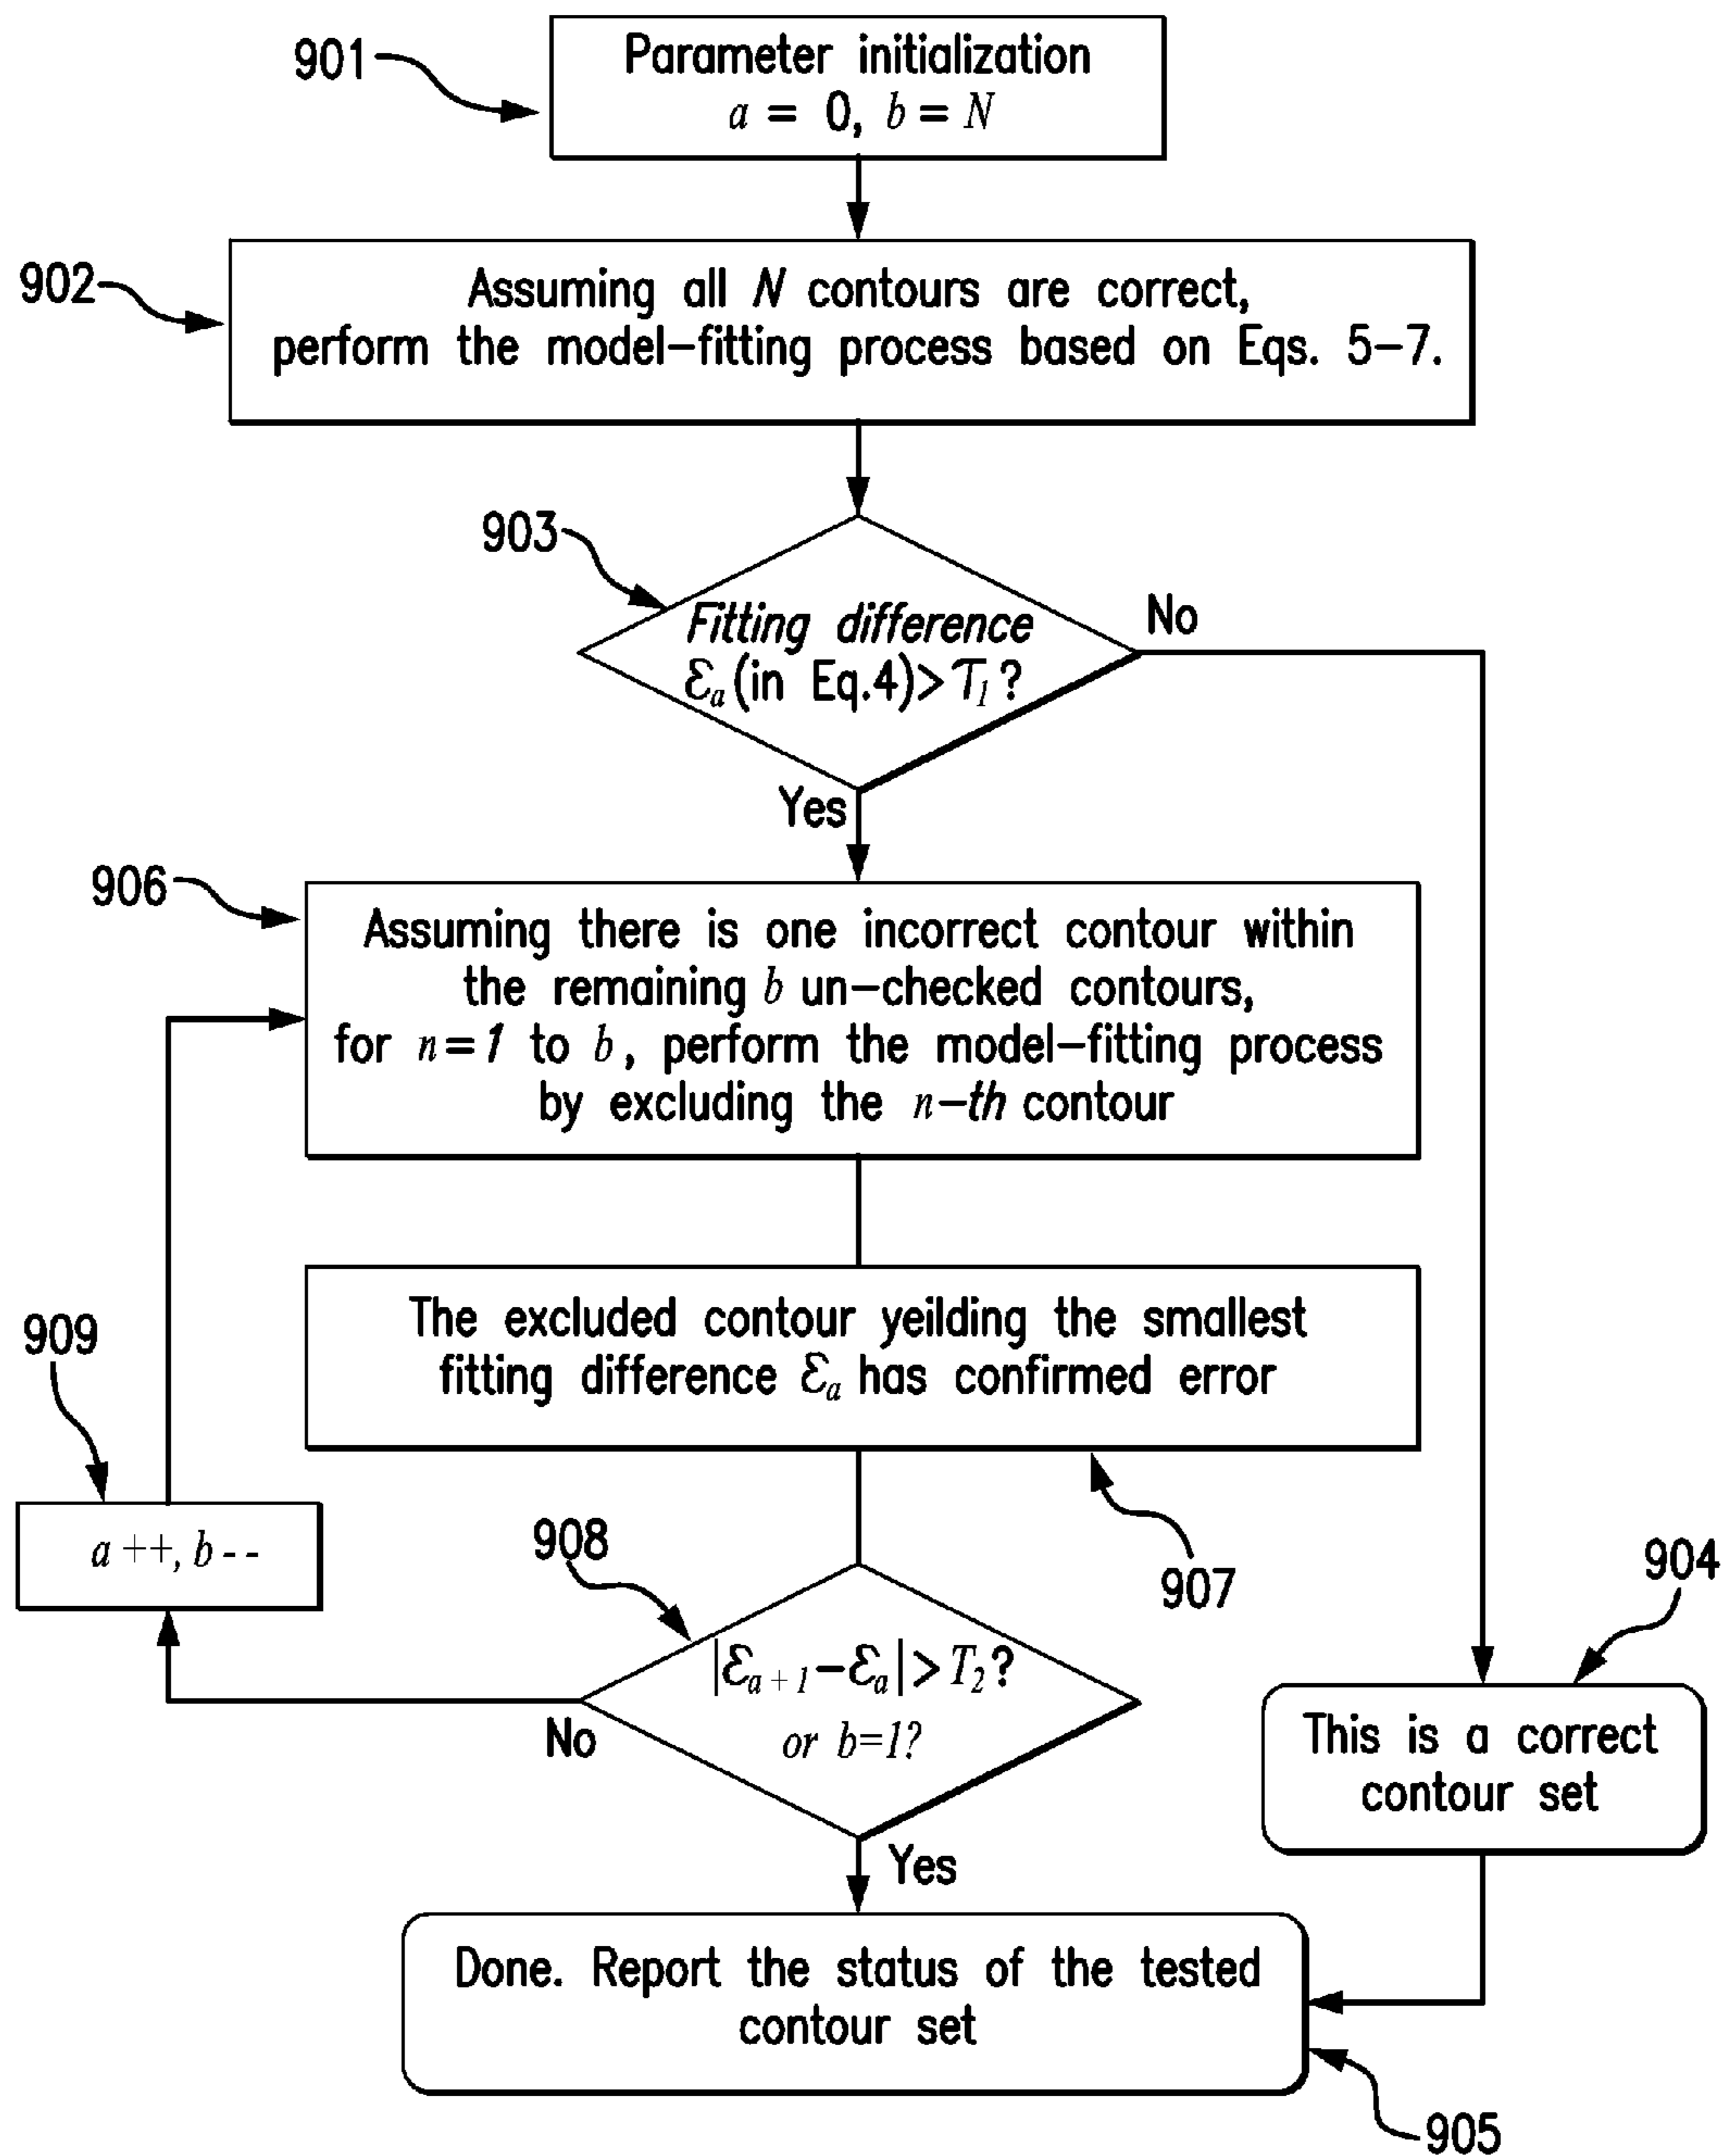 901
Parameter initialization
a = 0, b = N
902
Assuming all N contours are correct,
perform the model-fitting process based on Eqs. 5-7.
903
Fitting difference
ℰa (in Eq.4) > T1 ?
No
Yes
906
Assuming there is one incorrect contour within
the remaining b un-checked contours,
for n=1 to b, perform the model-fitting process
by excluding the n-th contour
The excluded contour yeilding the smallest
fitting difference ℰa has confirmed error
909
a ++, b --
908
907
904
|ℰa+1 − ℰa| > T2 ?
or b=1?
No
This is a correct
contour set
Yes
Done. Report the status of the tested
contour set
905